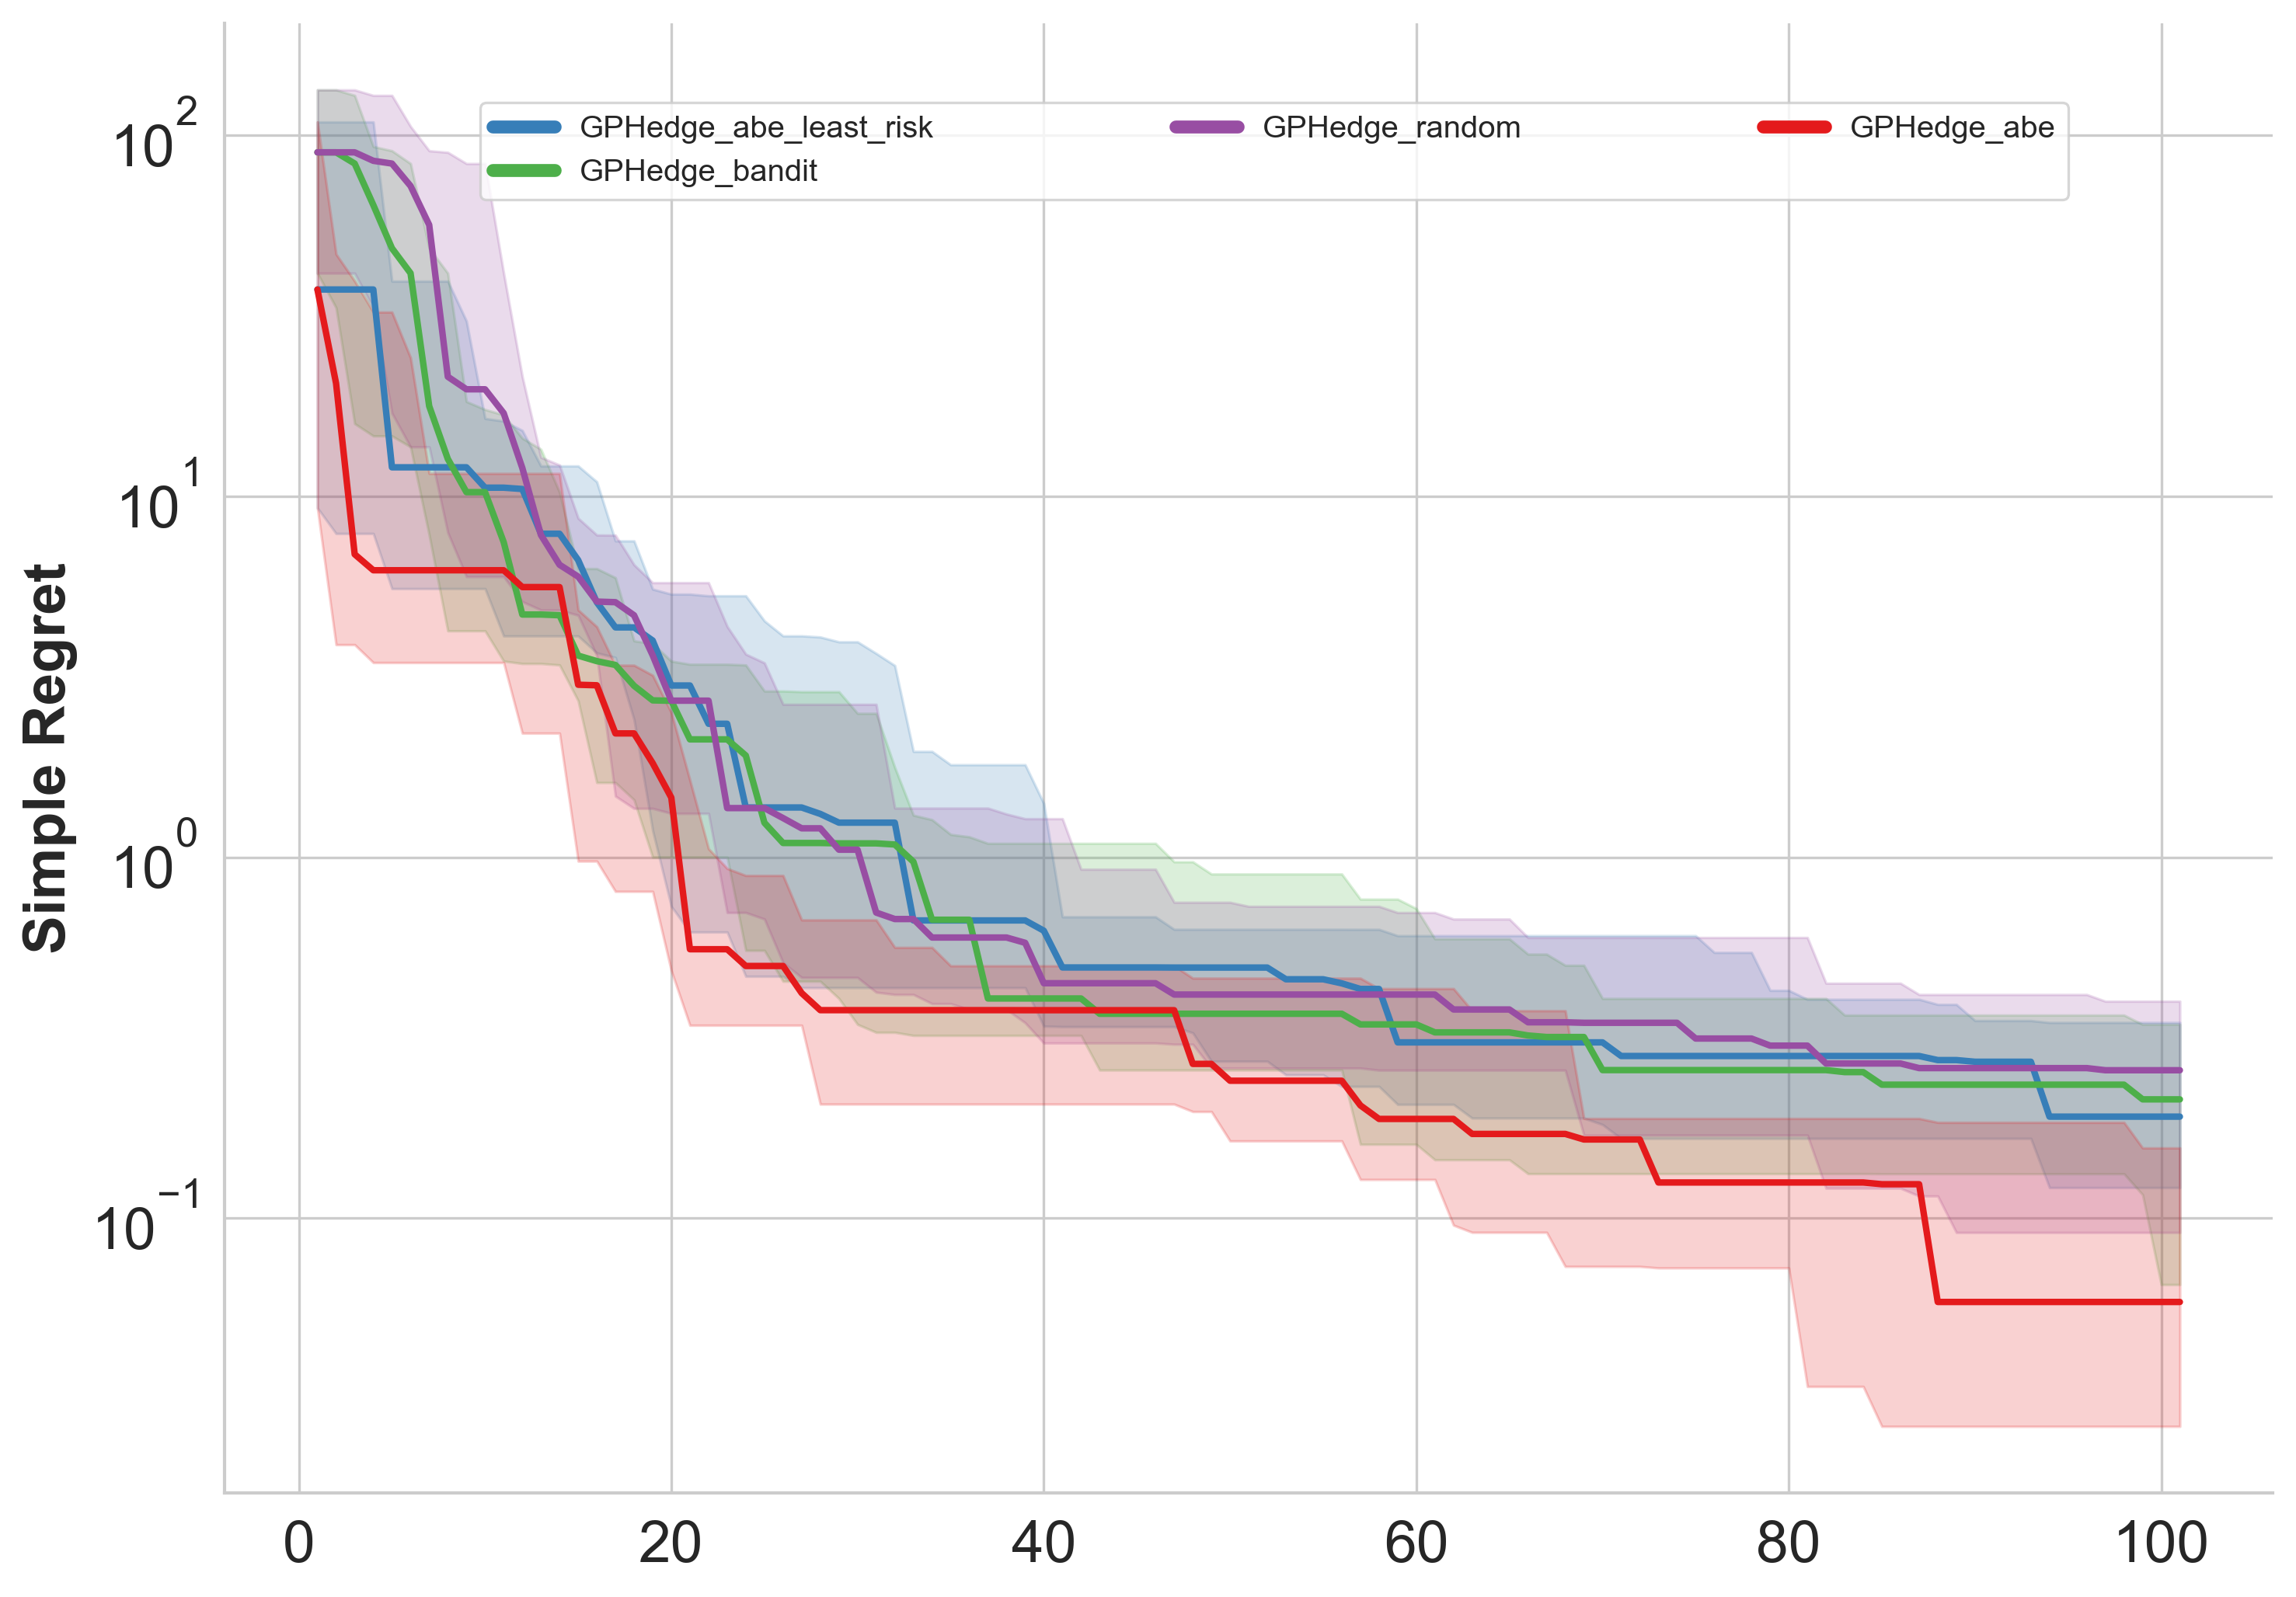 GPHedge_abe_least_risk
GPHedge_bandit
GPHedge_random
GPHedge_abe
Simple Regret
10^2
10^1
10^0
10^−1
0 20 40 60 80 100